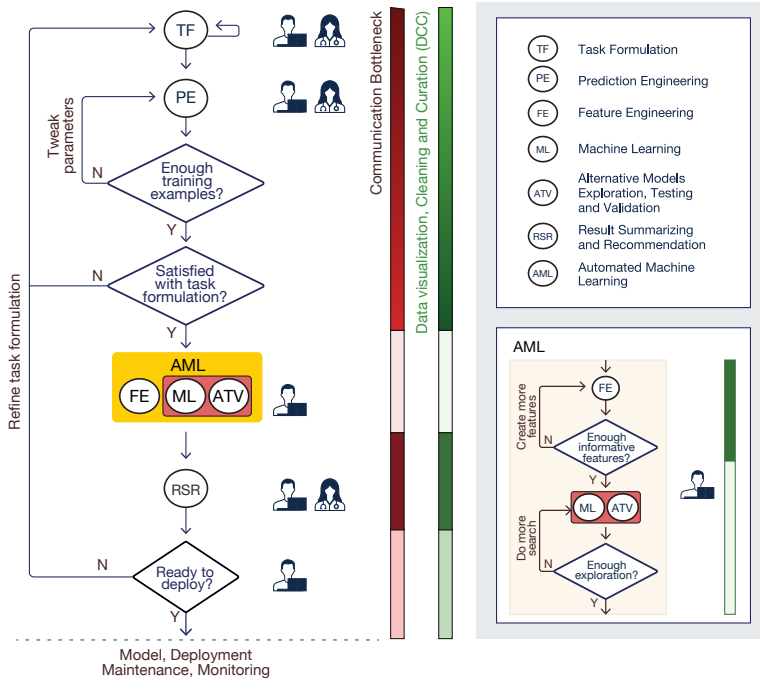 TF
PE
Tweak
parameters
N
Enough
training
examples?
Y
Satisfied
with task
formulation?
N
Y
Refine task formulation
AML
FE
ML
ATV
RSR
Ready to
deploy?
N
Y
Model, Deployment
Maintenance, Monitoring
Communication Bottleneck
Data visualization, Cleaning and Curation (DCC)
TF Task Formulation
PE Prediction Engineering
FE Feature Engineering
ML Machine Learning
ATV Alternative Models
Exploration, Testing
and Validation
RSR Result Summarizing
and Recommendation
AML Automated Machine
Learning
AML
FE
Create more
features
N
Enough
informative
features?
Y
ML
ATV
Do more
search
N
Enough
exploration?
Y